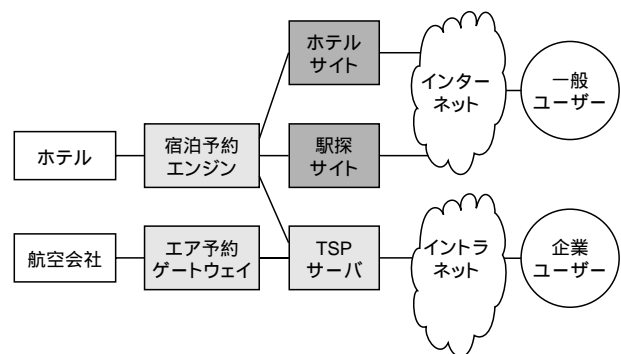 ホテル
サイト
インター
ネット
一般
ユーザー
ホテル
宿泊予約
エンジン
駅探
サイト
航空会社
エア予約
ゲートウェイ
TSP
サーバ
イントラ
ネット
企業
ユーザー